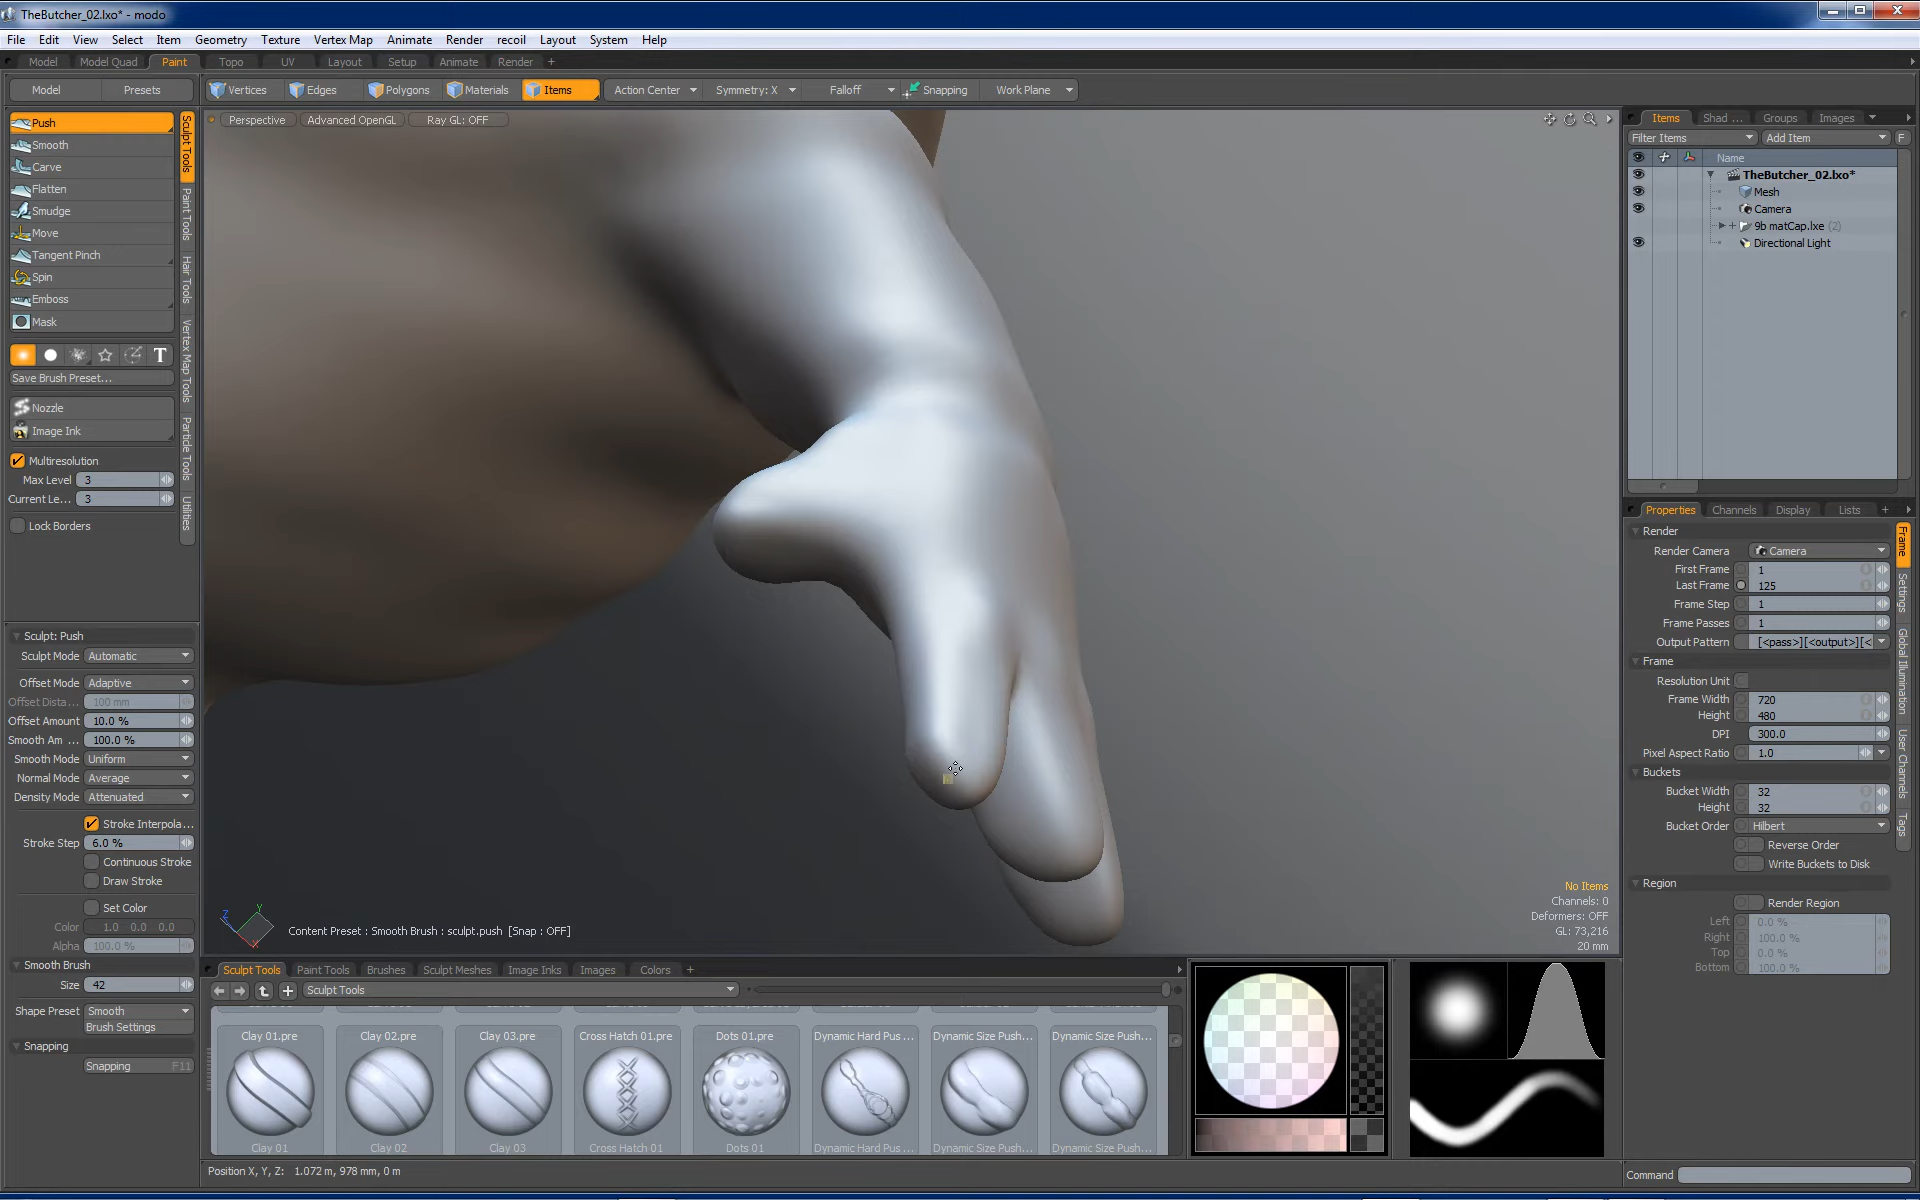 TheButcher_02.lxo* - modo
File Edit View Select Item Geometry Texture Vertex Map Animate Render recoil Layout System Help
Model Model Quad Paint Topo UV Layout Setup Animate Render +
Model Presets
Vertices Edges Polygons Materials Items Action Center Symmetry: X Falloff Snapping Work Plane
Push
Smooth
Carve
Flatten
Smudge
Move
Tangent Pinch
Spin
Emboss
Mask
T
Save Brush Preset...
Nozzle
Image Ink
Multiresolution
Max Level 3
Current Le... 3
Lock Borders
Sculpt Tools
Paint Tools
Hair Tools
Vertex Map Tools
Particle Tools
Utilities
Sculpt: Push
Sculpt Mode Automatic
Offset Mode Adaptive
Offset Dista... 100 mm
Offset Amount 10.0 %
Smooth Am ... 100.0 %
Smooth Mode Uniform
Normal Mode Average
Density Mode Attenuated
Stroke Interpola...
Stroke Step 6.0 %
Continuous Stroke
Draw Stroke
Set Color
Color 1.0 0.0 0.0
Alpha 100.0 %
Smooth Brush
Size 42
Shape Preset Smooth
Brush Settings
Snapping
Snapping F11
Perspective Advanced OpenGL Ray GL: OFF
Z Y X
Content Preset : Smooth Brush : sculpt.push [Snap : OFF]
No Items
Channels: 0
Deformers: OFF
GL: 73,216
20 mm
Sculpt Tools Paint Tools Brushes Sculpt Meshes Image Inks Images Colors +
Sculpt Tools
Clay 01.pre Clay 02.pre Clay 03.pre Cross Hatch 01.pre Dots 01.pre Dynamic Hard Pus ... Dynamic Size Push... Dynamic Size Push...
Clay 01 Clay 02 Clay 03 Cross Hatch 01 Dots 01 Dynamic Hard Pus ... Dynamic Size Push... Dynamic Size Push...
Position X, Y, Z: 1.072 m, 978 mm, 0 m
Items Shad ... Groups Images
Filter Items Add Item F
Name
TheButcher_02.lxo*
Mesh
Camera
9b matCap.lxe (2)
Directional Light
Properties Channels Display Lists +
Render
Render Camera Camera
First Frame 1
Last Frame 125
Frame Step 1
Frame Passes 1
Output Pattern [<pass>][<output>][<
Frame
Resolution Unit
Frame Width 720
Height 480
DPI 300.0
Pixel Aspect Ratio 1.0
Buckets
Bucket Width 32
Height 32
Bucket Order Hilbert
Reverse Order
Write Buckets to Disk
Region
Render Region
Left 0.0 %
Right 100.0 %
Top 0.0 %
Bottom 100.0 %
Frame
Settings
Global Illumination
User Channels
Tags
Command